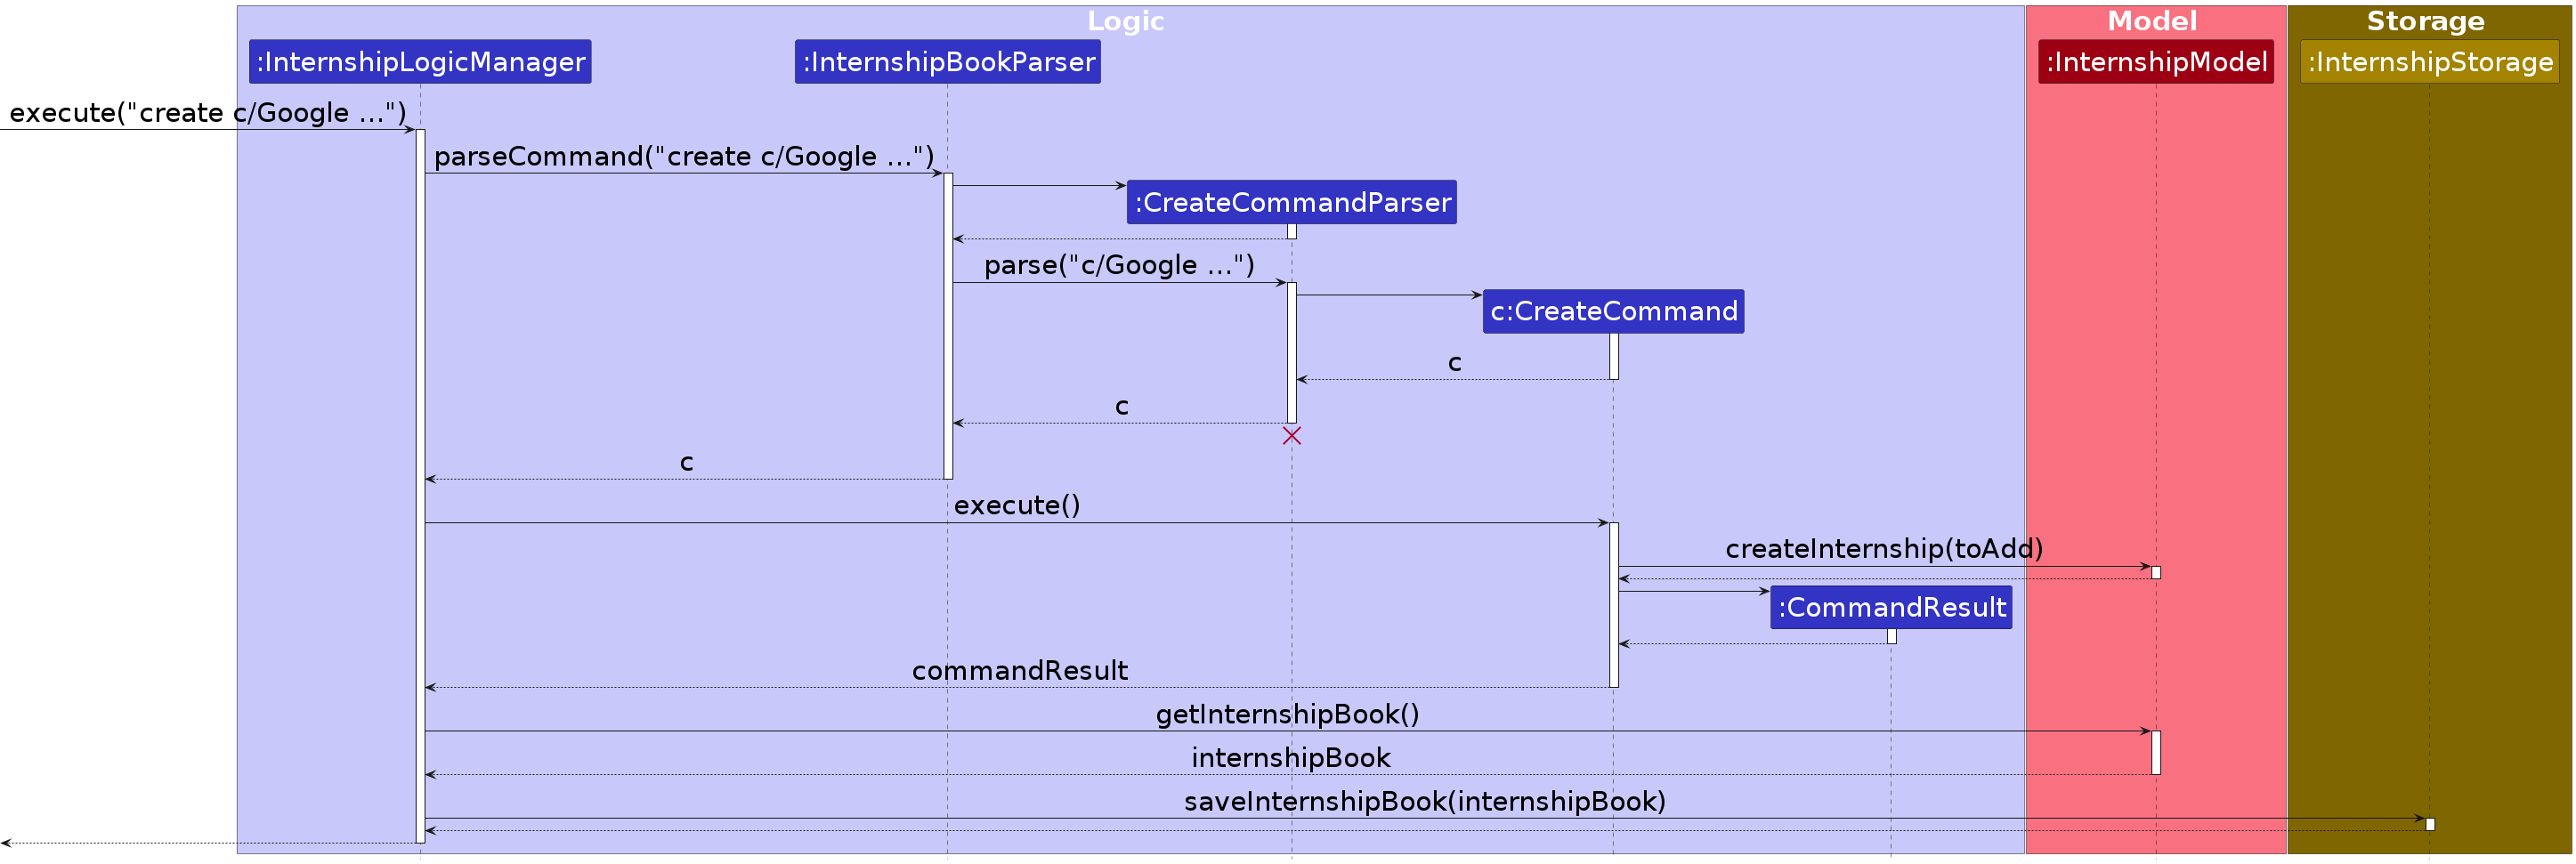 Logic
Model
Storage
:InternshipLogicManager
:InternshipBookParser
:InternshipModel
:InternshipStorage
execute("create c/Google ...")
parseCommand("create c/Google ...")
:CreateCommandParser
parse("c/Google ...")
c:CreateCommand
c
c
c
execute()
createInternship(toAdd)
:CommandResult
commandResult
getInternshipBook()
internshipBook
saveInternshipBook(internshipBook)